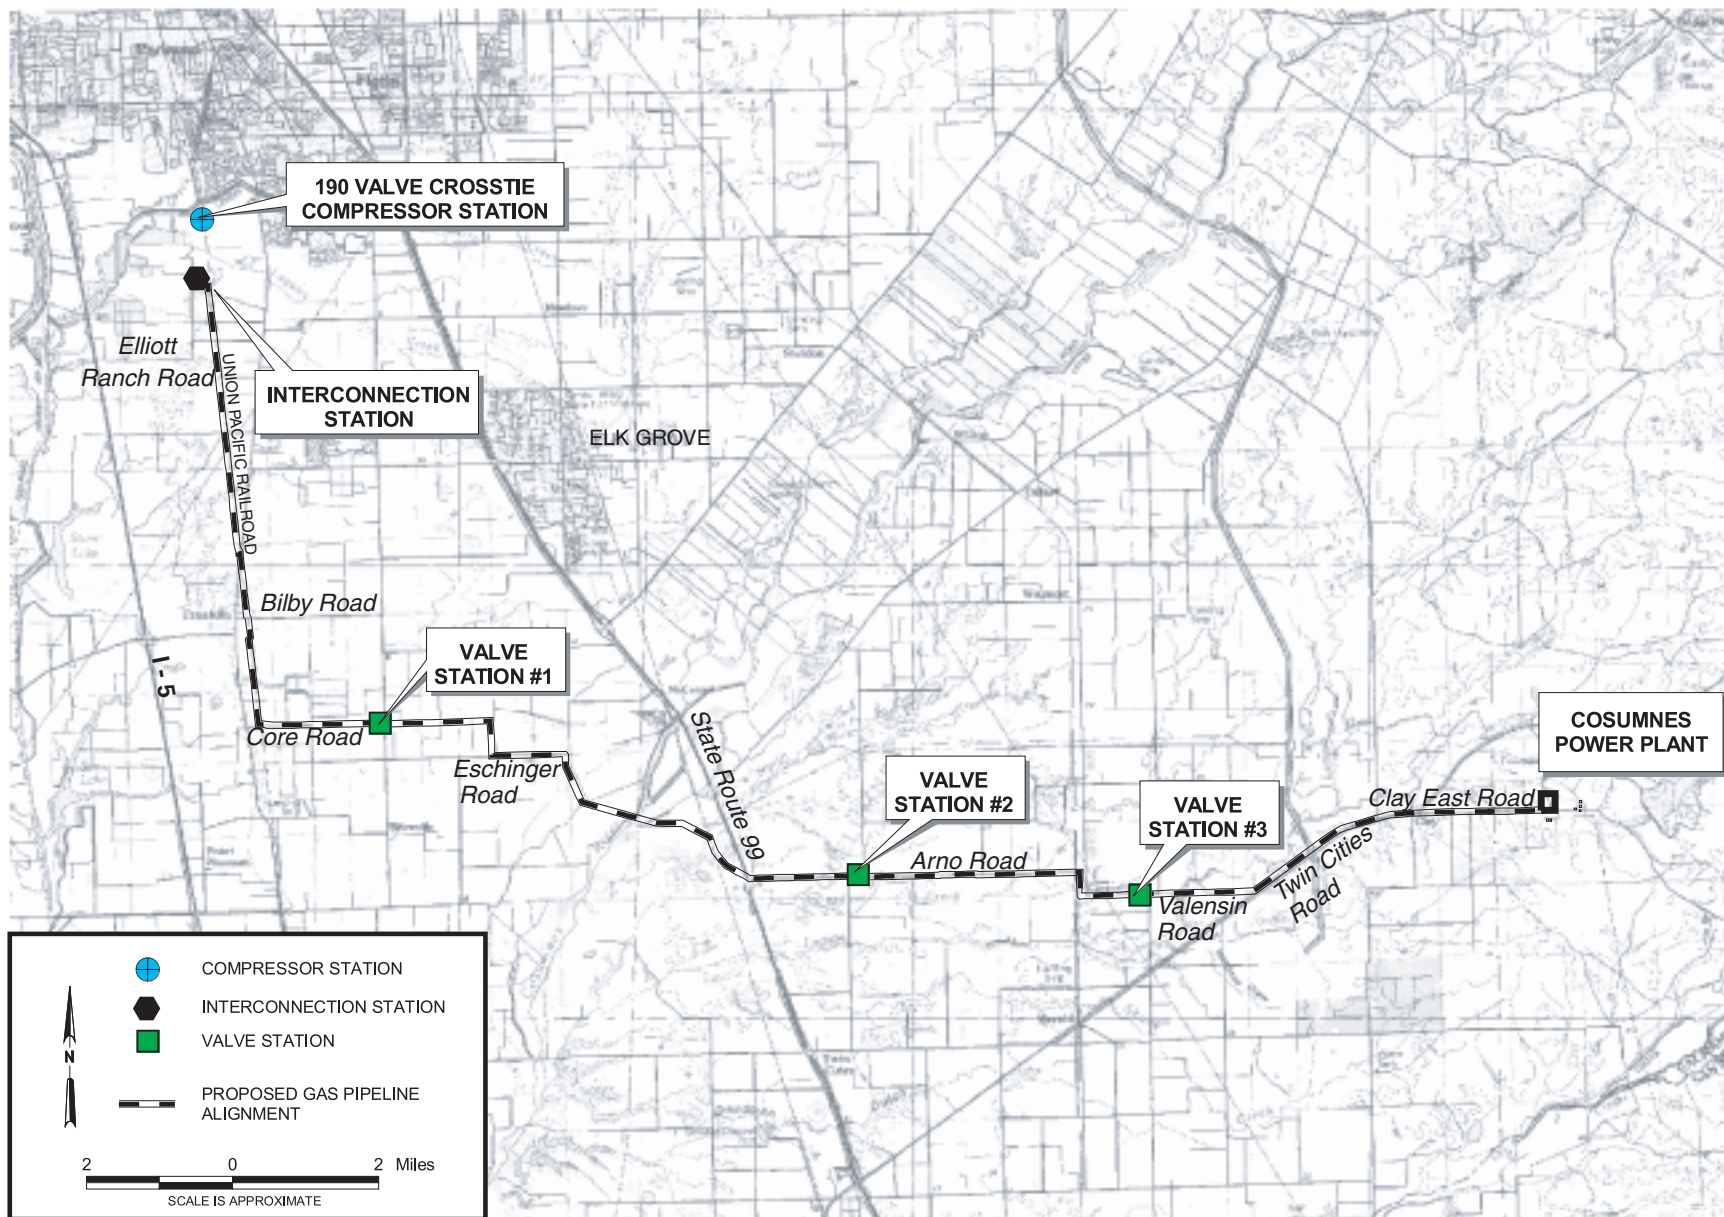 190 VALVE CROSSTIE
COMPRESSOR STATION
Elliott
Ranch Road
UNION PACIFIC RAILROAD
INTERCONNECTION
STATION
ELK GROVE
Bilby Road
I-5
VALVE
STATION #1
Core Road
Eschinger
Road
State Route 99
VALVE
STATION #2
Arno Road
VALVE
STATION #3
Valensin
Road
Twin Cities
Road
Clay East Road
COSUMNES
POWER PLANT
COMPRESSOR STATION
INTERCONNECTION STATION
VALVE STATION
PROPOSED GAS PIPELINE
ALIGNMENT
N
2 0 2 Miles
SCALE IS APPROXIMATE